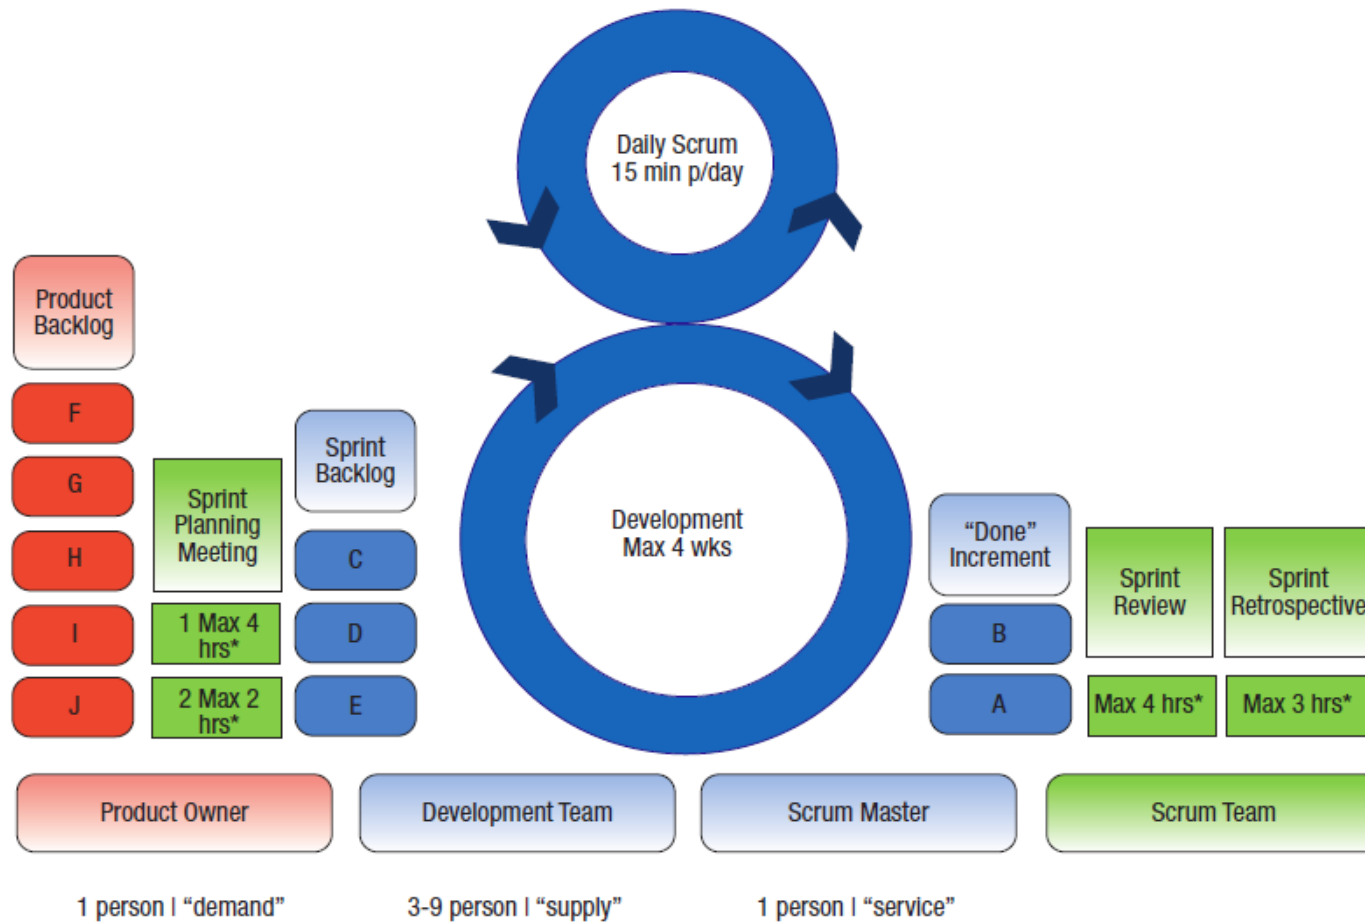 Daily Scrum
15 min p/day
Product
Backlog
F
G
H
I
J
Sprint
Planning
Meeting
1 Max 4
hrs*
2 Max 2
hrs*
Sprint
Backlog
C
D
E
Development
Max 4 wks
“Done”
Increment
B
A
Sprint
Review
Max 4 hrs*
Sprint
Retrospective
Max 3 hrs*
Product Owner
Development Team
Scrum Master
Scrum Team
1 person | “demand”
3-9 person | “supply”
1 person | “service”